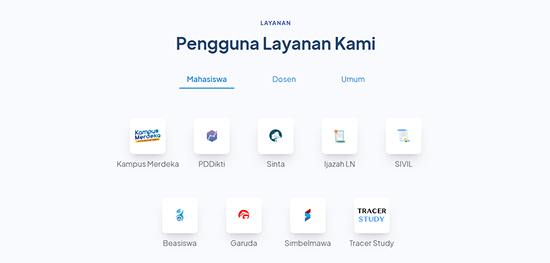 LAYANAN
Pengguna Layanan Kami
Mahasiswa Dosen Umum
Kampus Merdeka
Kampus Merdeka PDDikti Sinta Ijazah LN SIVIL
TRACER
STUDY
Beasiswa Garuda Simbelmawa Tracer Study